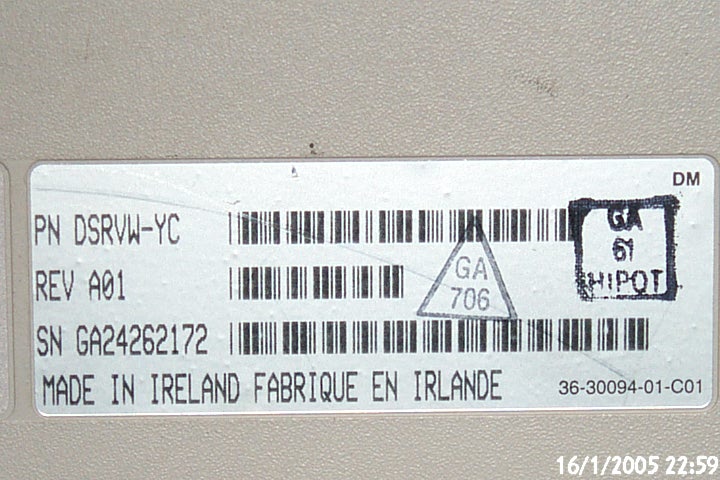 DM
PN DSRVW-YC
GA
61
HIPOT
REV A01
GA
706
SN GA24262172
MADE IN IRELAND FABRIQUE EN IRLANDE
36-30094-01-C01
16/1/2005 22:59